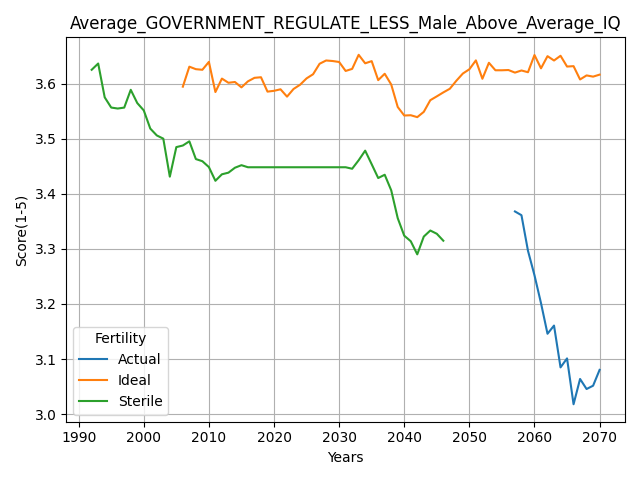 Average_GOVERNMENT_REGULATE_LESS_Male_Above_Average_IQ
Score(1-5)
3.6
3.5
3.4
3.3
3.2
3.1
3.0
Fertility
Actual
Ideal
Sterile
1990 2000 2010 2020 2030 2040 2050 2060 2070
Years